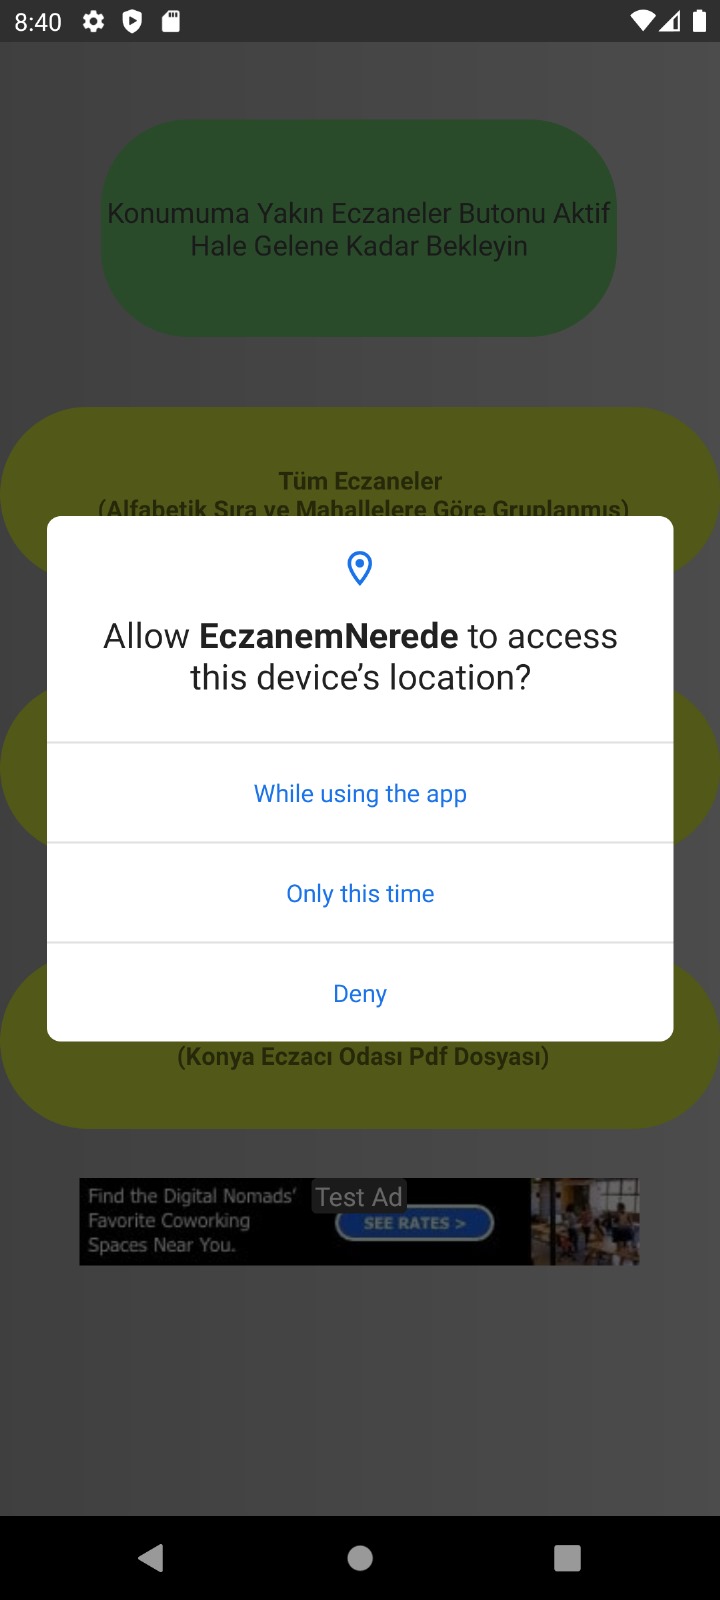 8:40
Konumuma Yakın Eczaneler Butonu Aktif
Hale Gelene Kadar Bekleyin
Tüm Eczaneler
(Alfabetik Sıra ve Mahallelere Göre Gruplanmış)
Allow EczanemNerede to access
this device’s location?
While using the app
Only this time
Deny
(Konya Eczacı Odası Pdf Dosyası)
Find the Digital Nomads’
Favorite Coworking
Spaces Near You.
Test Ad
SEE RATES >